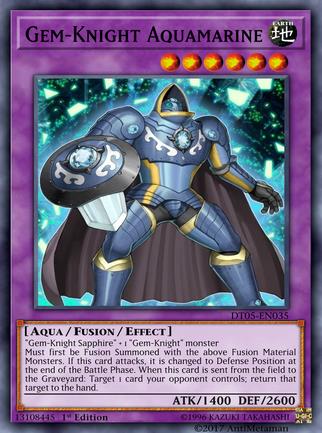 Gem-Knight Aquamarine
EARTH
地
DT05-EN035
[Aqua / Fusion / Effect]
"Gem-Knight Sapphire" + 1 "Gem-Knight" monster
Must first be Fusion Summoned with the above Fusion Material
Monsters. If this card attacks, it is changed to Defense Position at
the end of the Battle Phase. When this card is sent from the field to
the Graveyard: Target 1 card your opponent controls; return that
target to the hand.
ATK/1400 DEF/2600
13108445 1st Edition ©1996 KAZUKI TAKAHASHI
©2017 AntiMetaman